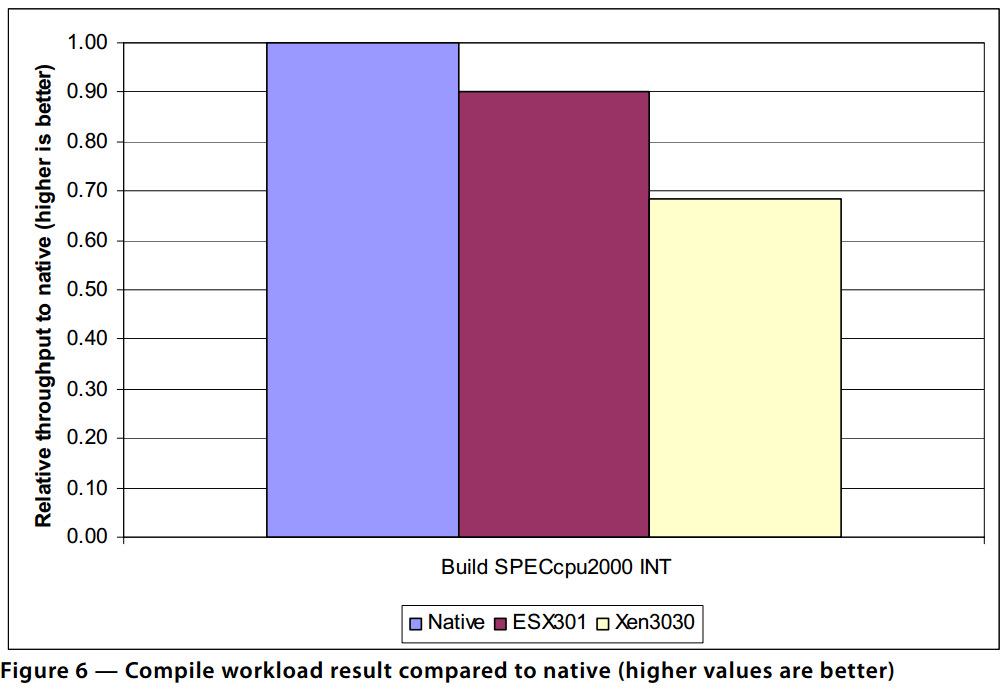 Relative throughput to native (higher is better)
1.00
0.90
0.80
0.70
0.60
0.50
0.40
0.30
0.20
0.10
0.00
Build SPECcpu2000 INT
Native ESX301 Xen3030
Figure 6 — Compile workload result compared to native (higher values are better)